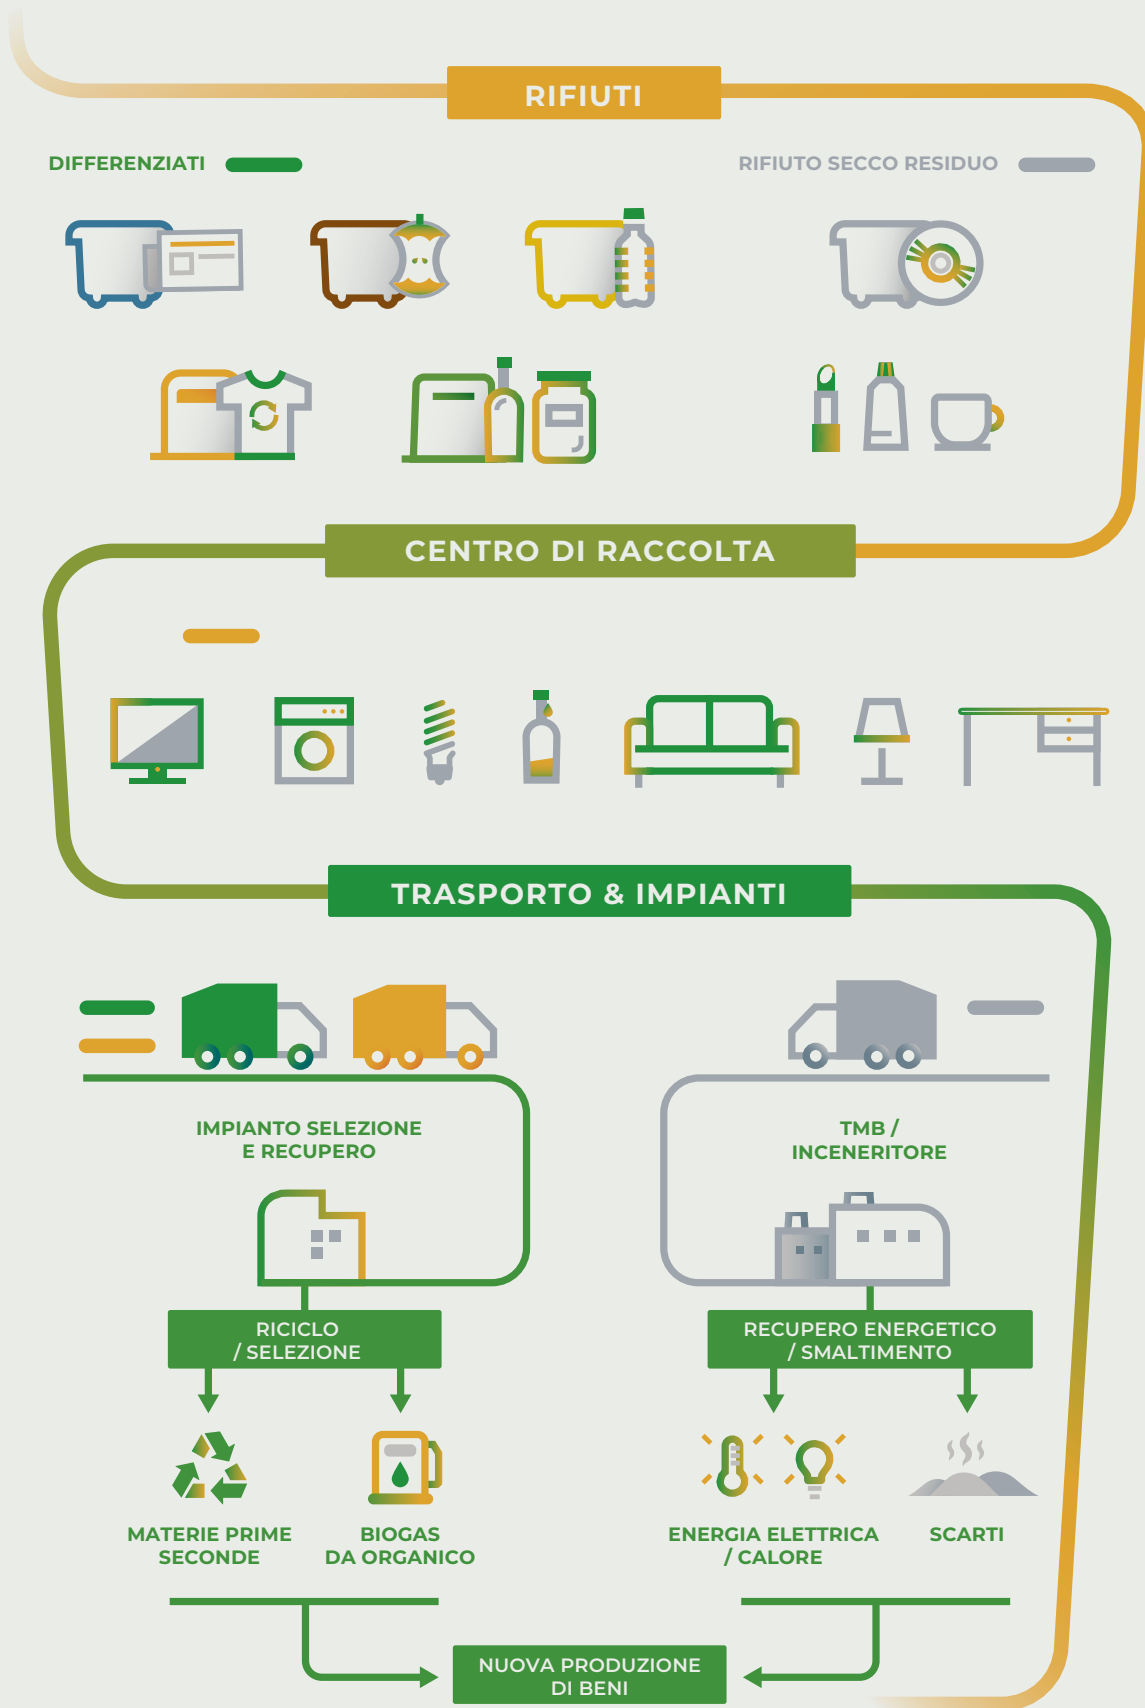 RIFIUTI
DIFFERENZIATI
RIFIUTO SECCO RESIDUO
CENTRO DI RACCOLTA
TRASPORTO & IMPIANTI
IMPIANTO SELEZIONE
E RECUPERO
TMB /
INCENERITORE
RICICLO
/ SELEZIONE
RECUPERO ENERGETICO
/ SMALTIMENTO
MATERIE PRIME
SECONDE
BIOGAS
DA ORGANICO
ENERGIA ELETTRICA
/ CALORE
SCARTI
NUOVA PRODUZIONE
DI BENI